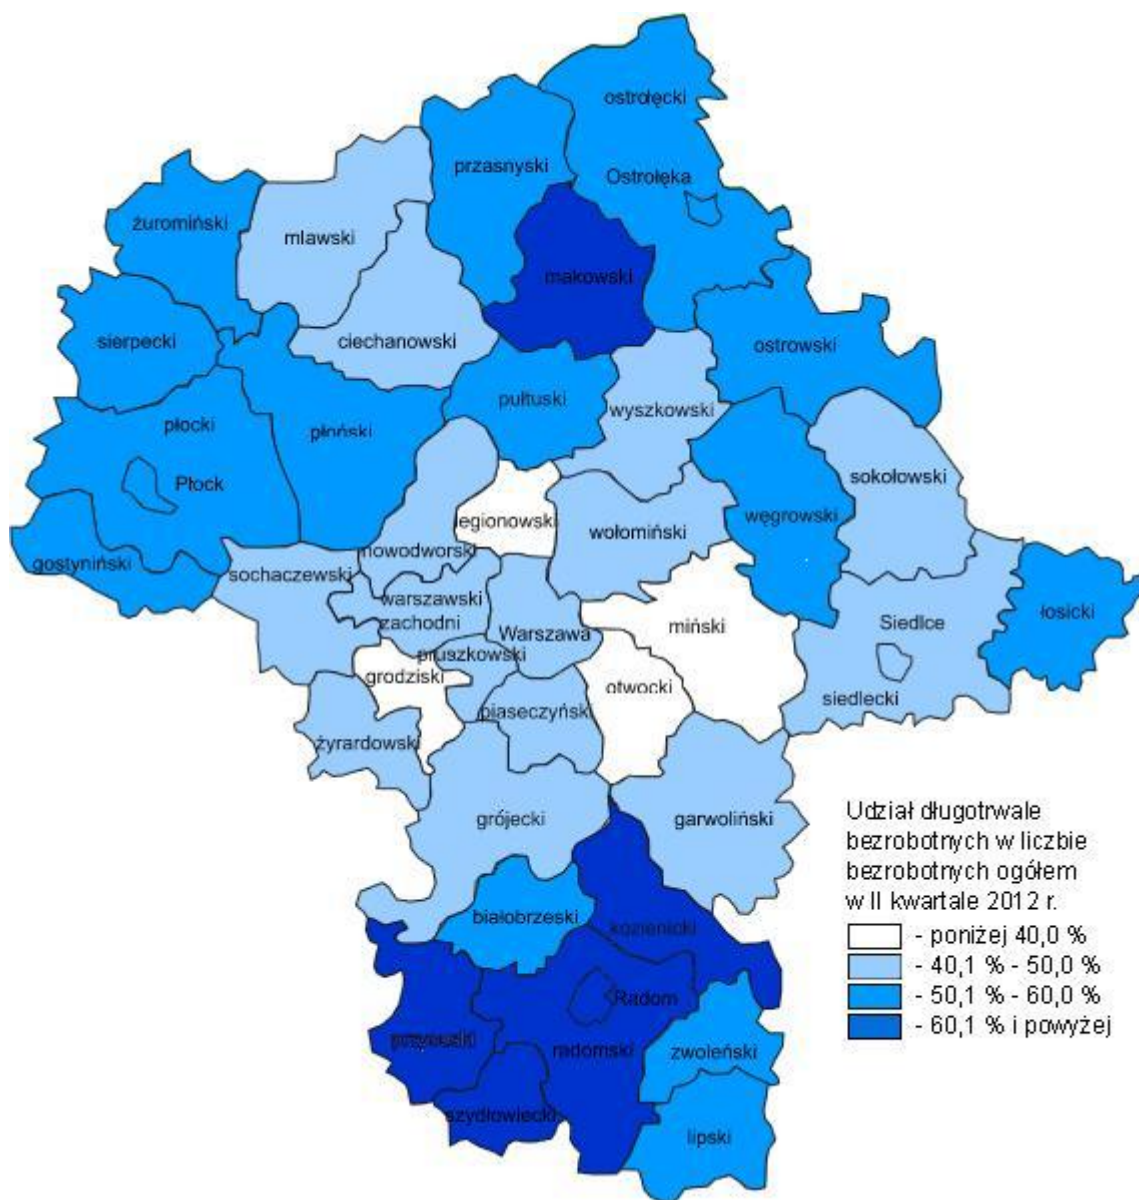 ostrołęcki
przasnyski
Ostrołęka
żuromiński
mlawski
makowski
sierpecki
ciechanowski
ostrowski
pułtuski
wyszkowski
płocki
płoński
sokołowski
Płock
węgrowski
legionowski
wołomiński
nowodworski
gostyniński
sochaczewski
warszawski
zachodni
Warszawa
miński
Siedlce
łosicki
pruszkowski
grodziski
otwocki
siedlecki
piaseczyński
żyrardowski
grójecki
garwoliński
białobrzeski
kozienicki
Radom
przysuski
radomski
zwoleński
szydłowiecki
lipski
Udział długotrwale
bezrobotnych w liczbie
bezrobotnych ogółem
w II kwartale 2012 r.
- poniżej 40,0 %
- 40,1 % - 50,0 %
- 50,1 % - 60,0 %
- 60,1 % i powyżej